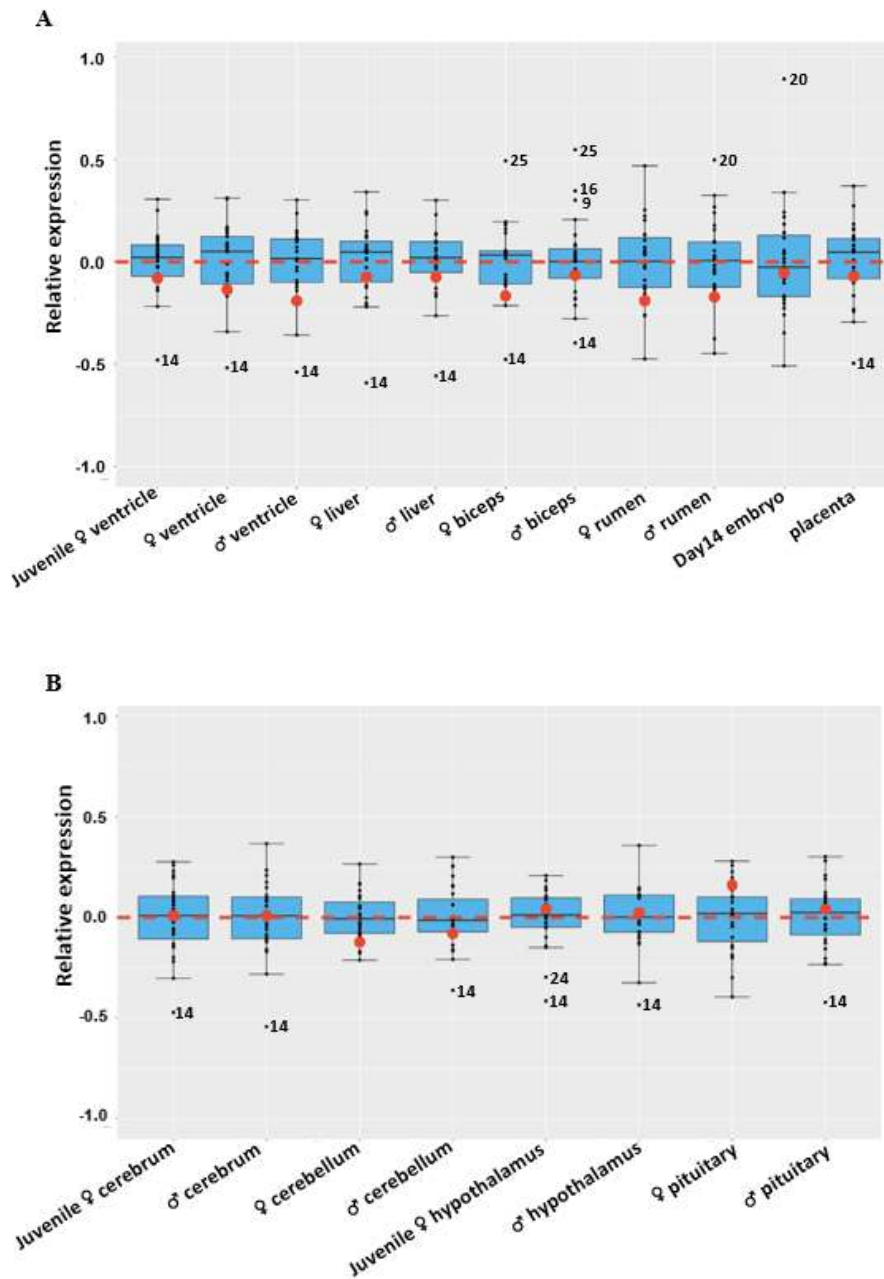 A
1.0
20
0.5
25
25
20
16
9
Relative expression
0.0
-0.5
14
14
14
14
14
14
14
14
-1.0
Juvenile ♀ ventricle
♀ ventricle
♂ ventricle
♀ liver
♂ liver
♀ biceps
♂ biceps
♀ rumen
♂ rumen
Day14 embryo
placenta
B
1.0
0.5
Relative expression
0.0
-0.5
14
14
14
24
14
14
14
-1.0
Juvenile ♀ cerebrum
♂ cerebrum
♀ cerebellum
♂ cerebellum
Juvenile ♀ hypothalamus
♂ hypothalamus
♀ pituitary
♂ pituitary